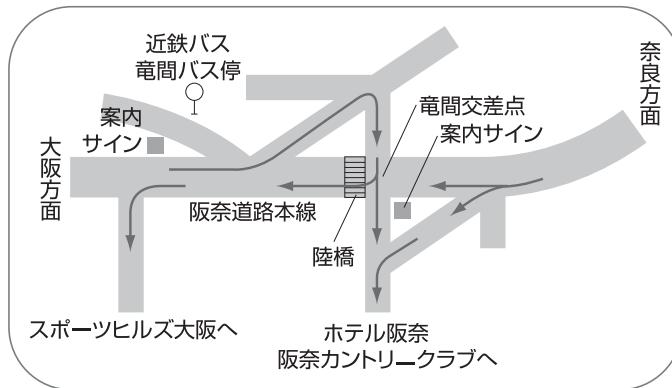 近鉄バス
竜間バス停
案内
サイン
大阪方面
奈良方面
竜間交差点
案内サイン
阪奈道路本線
陸橋
スポーツヒルズ大阪へ
ホテル阪奈
阪奈カントリークラブへ